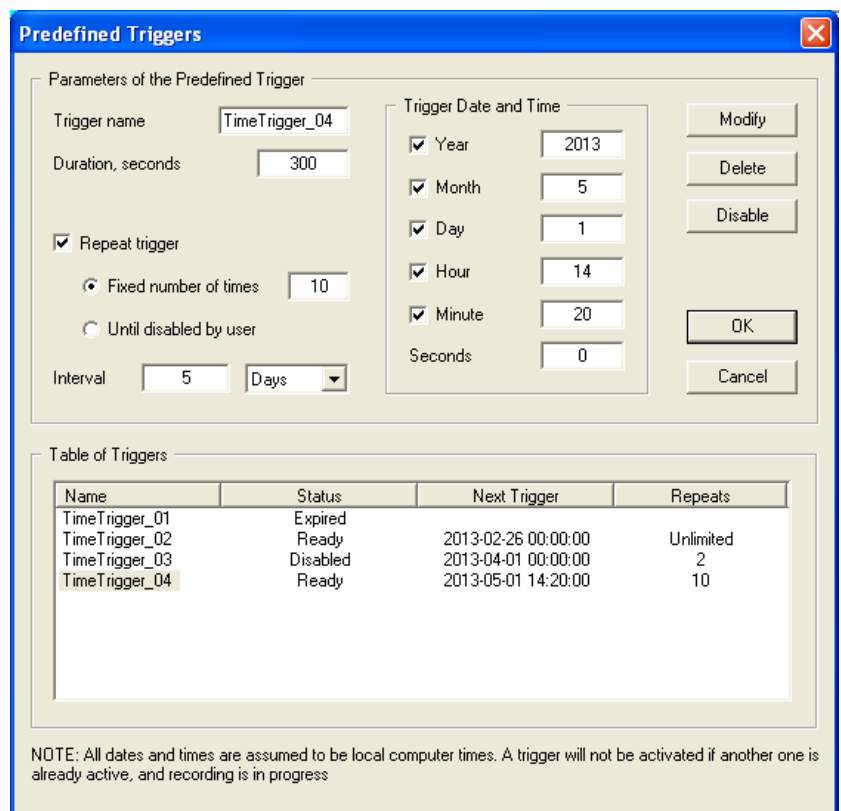 Predefined Triggers
Parameters of the Predefined Trigger
Trigger name TimeTrigger_04
Duration, seconds 300
Repeat trigger
Fixed number of times 10
Until disabled by user
Interval 5 Days
Trigger Date and Time
Year 2013
Month 5
Day 1
Hour 14
Minute 20
Seconds 0
Modify
Delete
Disable
OK
Cancel
Table of Triggers
Name Status Next Trigger Repeats
TimeTrigger_01 Expired
TimeTrigger_02 Ready 2013-02-26 00:00:00 Unlimited
TimeTrigger_03 Disabled 2013-04-01 00:00:00 2
TimeTrigger_04 Ready 2013-05-01 14:20:00 10
NOTE: All dates and times are assumed to be local computer times. A trigger will not be activated if another one is
already active, and recording is in progress